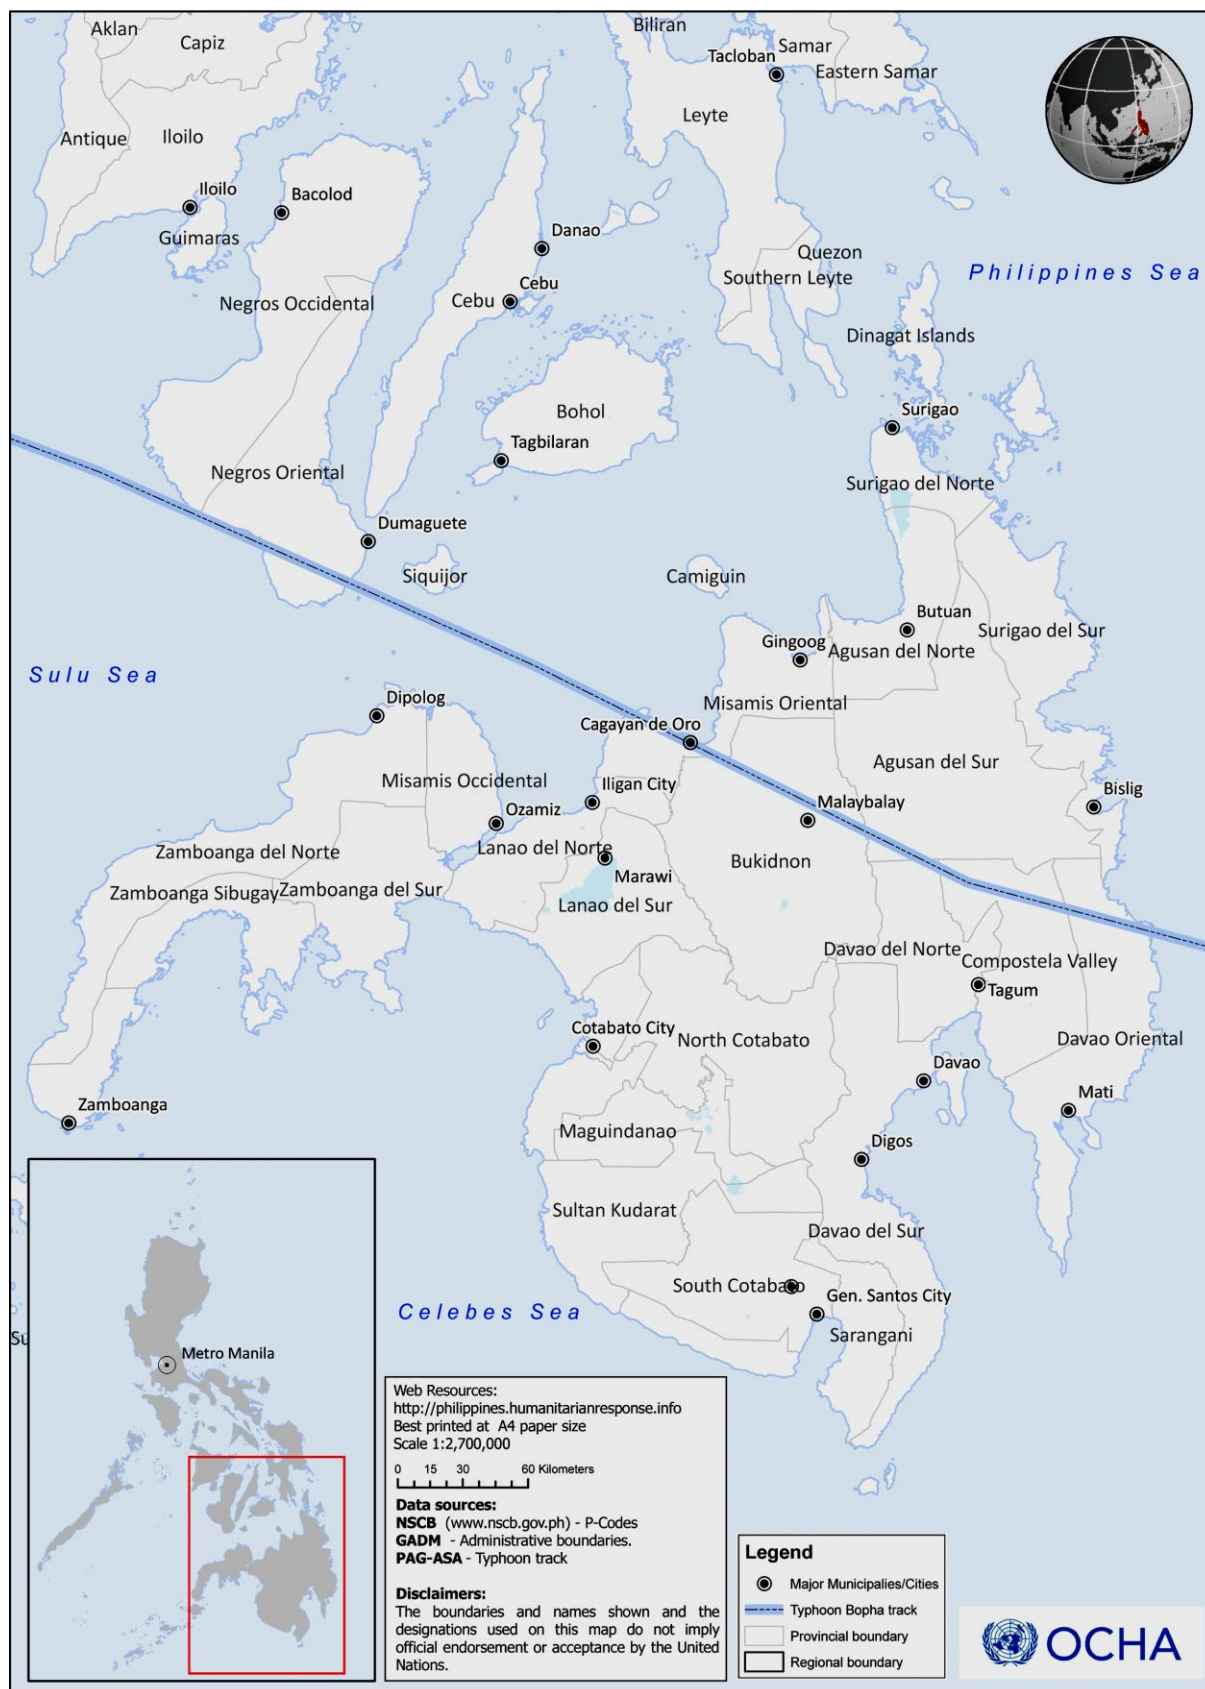 Aklan
Capiz
Biliran
Samar
Tacloban
Eastern Samar
Leyte
Antique
Iloilo
Iloilo
Bacolod
Guimaras
Danao
Quezon
Philippines Sea
Southern Leyte
Cebu
Cebu
Negros Occidental
Dinagat Islands
Bohol
Surigao
Tagbilaran
Negros Oriental
Surigao del Norte
Dumaguete
Siquijor
Camiguin
Butuan
Surigao del Sur
Gingoog
Agusan del Norte
Sulu Sea
Dipolog
Misamis Oriental
Cagayan de Oro
Agusan del Sur
Misamis Occidental
Iligan City
Bislig
Malaybalay
Ozamiz
Lanao del Norte
Zamboanga del Norte
Bukidnon
Marawi
Zamboanga Sibugay
Zamboanga del Sur
Lanao del Sur
Davao del Norte
Compostela Valley
Tagum
Cotabato City
North Cotabato
Davao Oriental
Davao
Mati
Zamboanga
Maguindanao
Digos
Sultan Kudarat
Davao del Sur
South Cotabato
Gen. Santos City
Celebes Sea
Sarangani
Su
Metro Manila
Web Resources:
http://philippines.humanitarianresponse.info
Best printed at A4 paper size
Scale 1:2,700,000
0 15 30 60 Kilometers
Data sources:
NSCB (www.nscb.gov.ph) - P-Codes
GADM - Administrative boundaries.
PAG-ASA - Typhoon track
Disclaimers:
The boundaries and names shown and the
designations used on this map do not imply
official endorsement or acceptance by the United
Nations.
Legend
Major Municipalies/Cities
Typhoon Bopha track
Provincial boundary
Regional boundary
OCHA